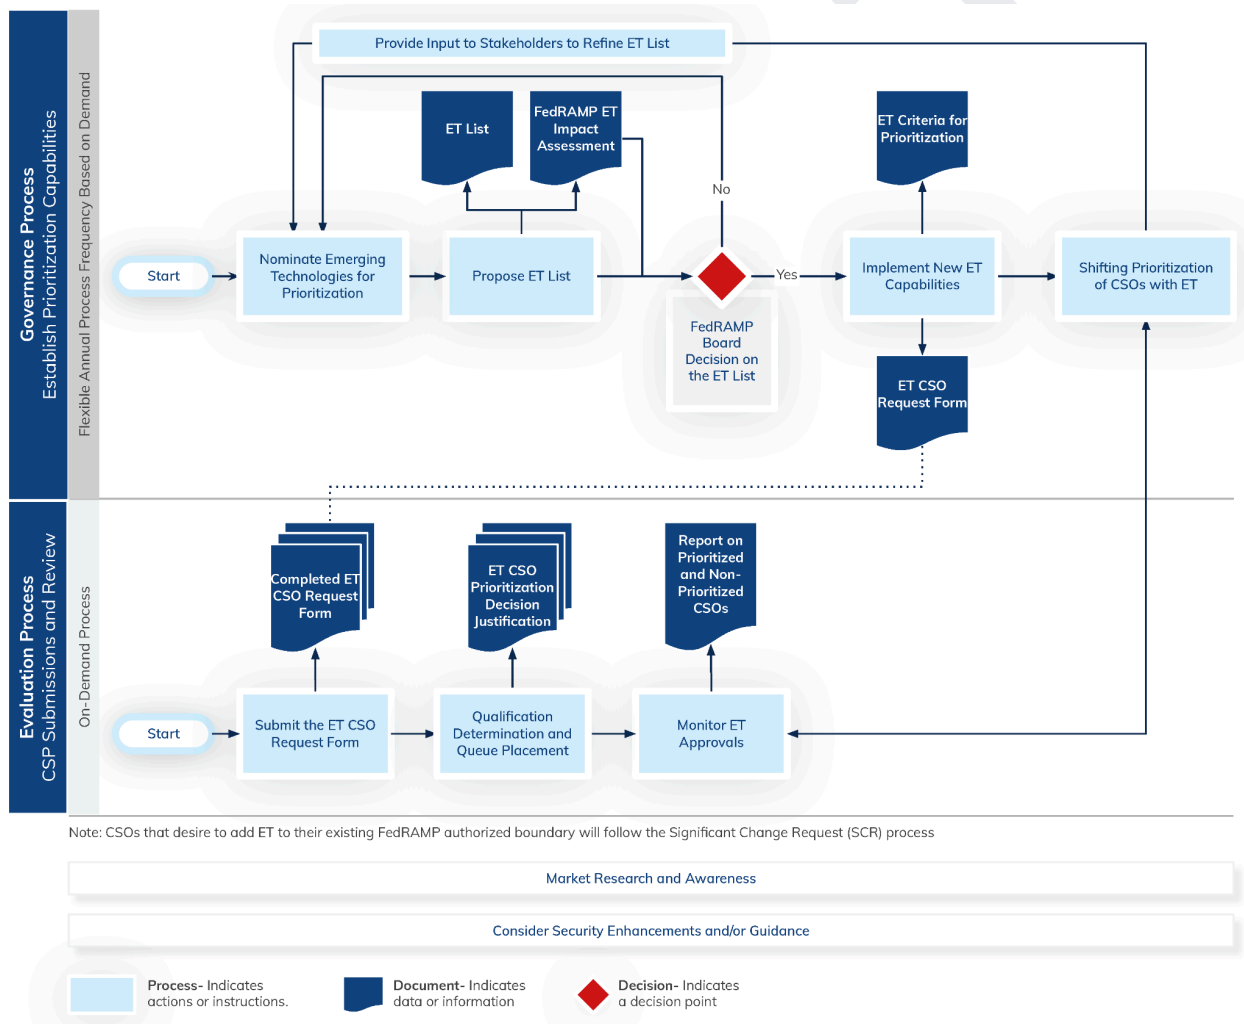 Governance Process
Establish Prioritization Capabilities
Flexible Annual Process Frequency Based on Demand
Provide Input to Stakeholders to Refine ET List
ET List
FedRAMP ET
Impact
Assessment
ET Criteria for
Prioritization
No
Start
Nominate Emerging
Technologies for
Prioritization
Propose ET List
Yes
Implement New ET
Capabilities
Shifting Prioritization
of CSOs with ET
FedRAMP
Board
Decision on
the ET List
ET CSO
Request Form
Evaluation Process
CSP Submissions and Review
On-Demand Process
Completed ET
CSO Request
Form
ET CSO
Prioritization
Decision
Justification
Report on
Prioritized
and Non-
Prioritized
CSOs
Start
Submit the ET CSO
Request Form
Qualification
Determination and
Queue Placement
Monitor ET
Approvals
Note: CSOs that desire to add ET to their existing FedRAMP authorized boundary will follow the Significant Change Request (SCR) process
Market Research and Awareness
Consider Security Enhancements and/or Guidance
Process- Indicates
actions or instructions.
Document- Indicates
data or information
Decision- Indicates
a decision point